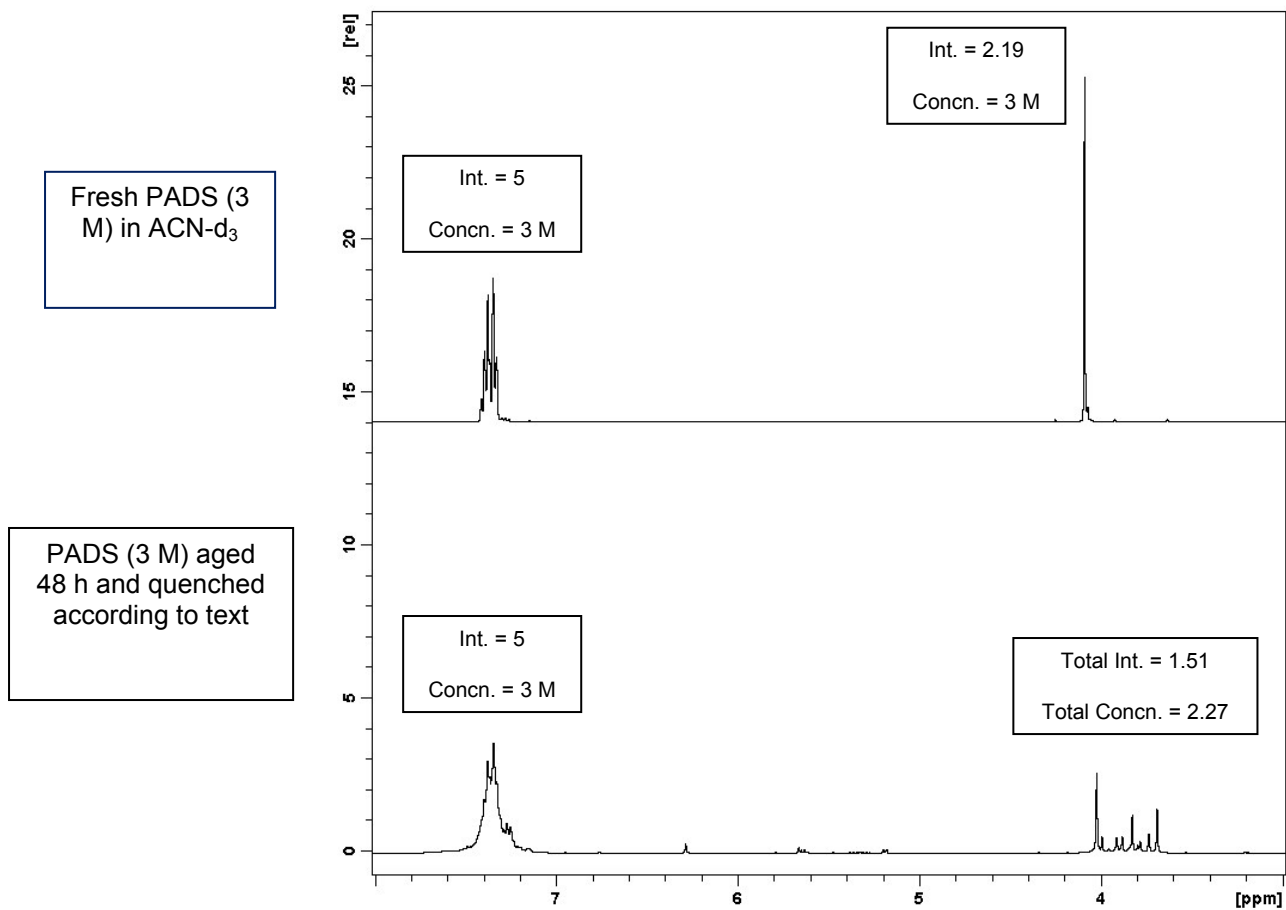 [rel]
25
20
15
10
5
0
Fresh PADS (3
M) in ACN-d₃
Int. = 5
Concn. = 3 M
Int. = 2.19
Concn. = 3 M
PADS (3 M) aged
48 h and quenched
according to text
Int. = 5
Concn. = 3 M
Total Int. = 1.51
Total Concn. = 2.27
7
6
5
4
[ppm]